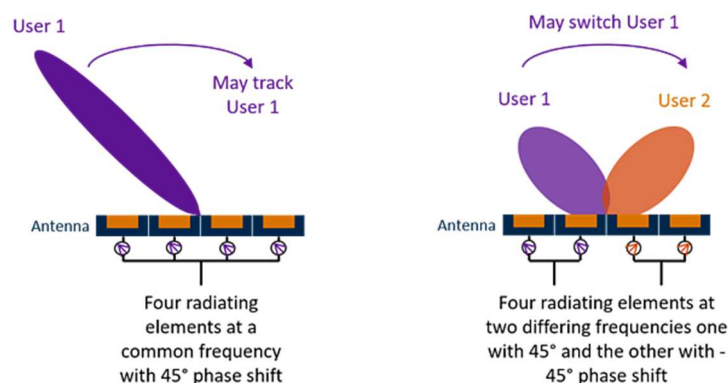 User 1
May track
User 1
Antenna
Four radiating
elements at a
common frequency
with 45° phase shift
May switch User 1
User 1
User 2
Antenna
Four radiating elements at
two differing frequencies one
with 45° and the other with -
45° phase shift